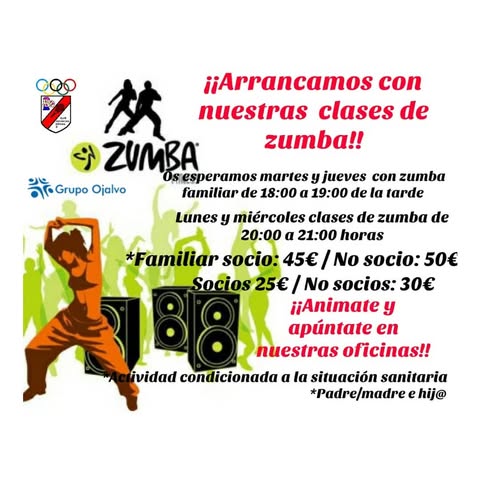 ¡¡Arrancamos con
nuestras clases de
zumba!!
ZUMBA
Grupo Ojalvo
Os esperamos martes y jueves con zumba
familiar de 18:00 a 19:00 de la tarde
Lunes y miércoles clases de zumba de
20:00 a 21:00 horas
*Familiar socio: 45€ / No socio: 50€
Socios 25€ / No socios: 30€
¡¡Animate y
apúntate en
nuestras oficinas!!
*Actividad condicionada a la situación sanitaria
*Padre/madre e hij@